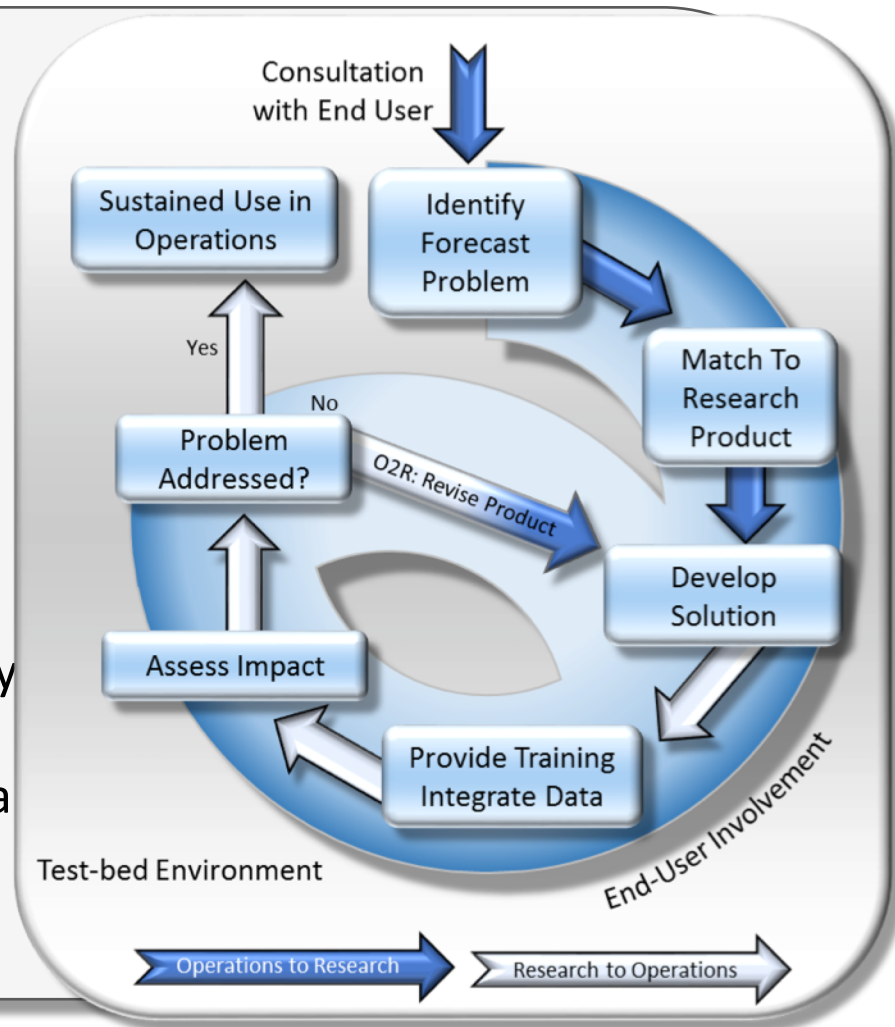 Consultation
with End User
Sustained Use in
Operations
Identify
Forecast
Problem
Yes
Match To
Research
Product
No
Problem
Addressed?
O2R: Revise Product
Develop
Solution
y
Assess Impact
Provide Training
Integrate Data
a
Test-bed Environment
End-User Involvement
Operations to Research
Research to Operations